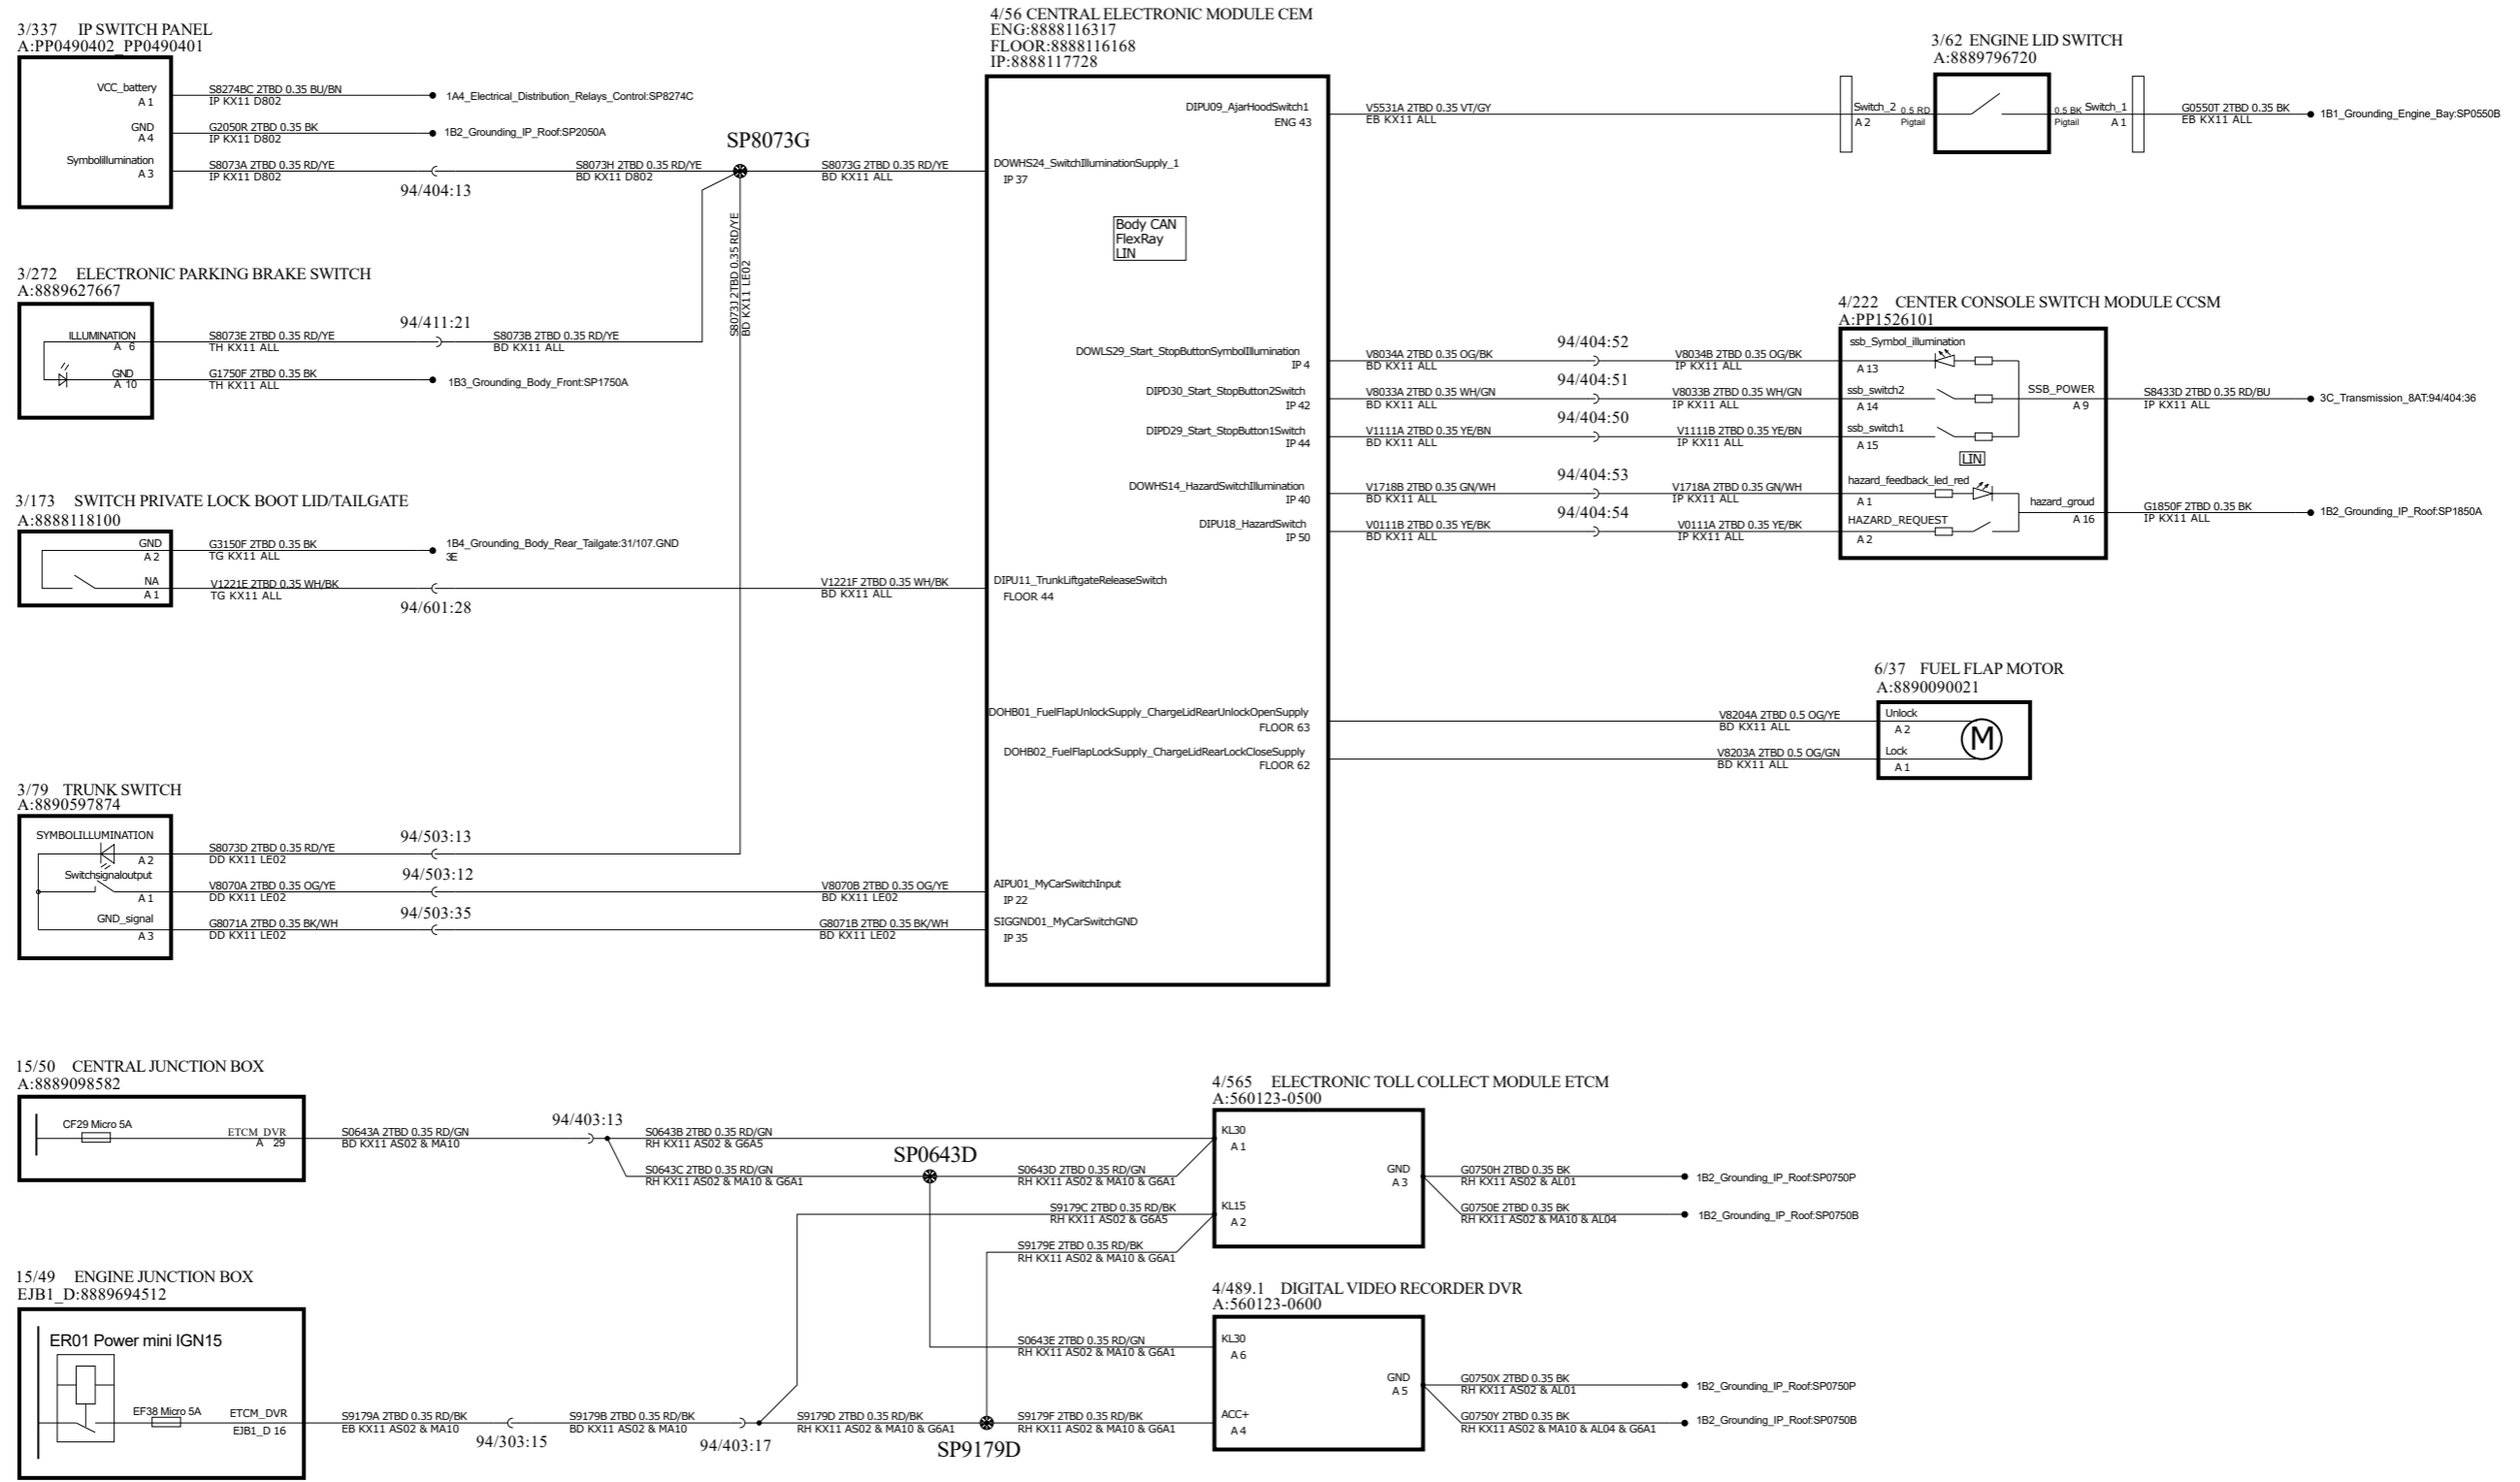 3/337 IP SWITCH PANEL
A:PP0490402_PP0490401
VCC_battery
A 1
S8274BC 2TBD 0.35 BU/BN
IP KX11 D802
1A4_Electrical_Distribution_Relays_Control:SP8274C
GND
A 4
G2050R 2TBD 0.35 BK
IP KX11 D802
1B2_Grounding_IP_Roof:SP2050A
Symbolillumination
A 3
S8073A 2TBD 0.35 RD/YE
IP KX11 D802
94/404:13
S8073H 2TBD 0.35 RD/YE
BD KX11 D802
SP8073G
S8073G 2TBD 0.35 RD/YE
BD KX11 ALL
S8073J 2TBD 0.35 RD/YE
BD KX11 LE02
3/272 ELECTRONIC PARKING BRAKE SWITCH
A:8889627667
ILLUMINATION
A 6
S8073E 2TBD 0.35 RD/YE
TH KX11 ALL
94/411:21
S8073B 2TBD 0.35 RD/YE
BD KX11 ALL
GND
A 10
G1750F 2TBD 0.35 BK
TH KX11 ALL
1B3_Grounding_Body_Front:SP1750A
3/173 SWITCH PRIVATE LOCK BOOT LID/TAILGATE
A:8888118100
GND
A 2
G3150F 2TBD 0.35 BK
TG KX11 ALL
1B4_Grounding_Body_Rear_Tailgate:31/107.GND
3E
NA
A 1
V1221E 2TBD 0.35 WH/BK
TG KX11 ALL
94/601:28
V1221F 2TBD 0.35 WH/BK
BD KX11 ALL
3/79 TRUNK SWITCH
A:8890597874
SYMBOLILLUMINATION
A 2
S8073D 2TBD 0.35 RD/YE
DD KX11 LE02
94/503:13
Switchsignaloutput
A 1
V8070A 2TBD 0.35 OG/YE
DD KX11 LE02
94/503:12
V8070B 2TBD 0.35 OG/YE
BD KX11 LE02
GND_signal
A 3
G8071A 2TBD 0.35 BK/WH
DD KX11 LE02
94/503:35
G8071B 2TBD 0.35 BK/WH
BD KX11 LE02
4/56 CENTRAL ELECTRONIC MODULE CEM
ENG:8888116317
FLOOR:8888116168
IP:8888117728
DIPU09_AjarHoodSwitch1
ENG 43
DOWHS24_SwitchIlluminationSupply_1
IP 37
Body CAN
FlexRay
LIN
DOWLS29_Start_StopButtonSymbolIllumination
IP 4
DIPD30_Start_StopButton2Switch
IP 42
DIPD29_Start_StopButton1Switch
IP 44
DOWHS14_HazardSwitchIllumination
IP 40
DIPU18_HazardSwitch
IP 50
DIPU11_TrunkLiftgateReleaseSwitch
FLOOR 44
DOHB01_FuelFlapUnlockSupply_ChargeLidRearUnlockOpenSupply
FLOOR 63
DOHB02_FuelFlapLockSupply_ChargeLidRearLockCloseSupply
FLOOR 62
AIPU01_MyCarSwitchInput
IP 22
SIGGND01_MyCarSwitchGND
IP 35
V5531A 2TBD 0.35 VT/GY
EB KX11 ALL
3/62 ENGINE LID SWITCH
A:8889796720
Switch_2
A 2
0.5 RD
Pigtail
0.5 BK
Pigtail
Switch_1
A 1
G0550T 2TBD 0.35 BK
EB KX11 ALL
1B1_Grounding_Engine_Bay:SP0550B
4/222 CENTER CONSOLE SWITCH MODULE CCSM
A:PP1526101
V8034A 2TBD 0.35 OG/BK
BD KX11 ALL
94/404:52
V8034B 2TBD 0.35 OG/BK
IP KX11 ALL
ssb_Symbol_illumination
A 13
V8033A 2TBD 0.35 WH/GN
BD KX11 ALL
94/404:51
V8033B 2TBD 0.35 WH/GN
IP KX11 ALL
ssb_switch2
A 14
SSB_POWER
A 9
S8433D 2TBD 0.35 RD/BU
IP KX11 ALL
3C_Transmission_8AT:94/404:36
V1111A 2TBD 0.35 YE/BN
BD KX11 ALL
94/404:50
V1111B 2TBD 0.35 YE/BN
IP KX11 ALL
ssb_switch1
A 15
LIN
V1718B 2TBD 0.35 GN/WH
BD KX11 ALL
94/404:53
V1718A 2TBD 0.35 GN/WH
IP KX11 ALL
hazard_feedback_led_red
A 1
hazard_groud
A 16
G1850F 2TBD 0.35 BK
IP KX11 ALL
1B2_Grounding_IP_Roof:SP1850A
V0111B 2TBD 0.35 YE/BK
BD KX11 ALL
94/404:54
V0111A 2TBD 0.35 YE/BK
IP KX11 ALL
HAZARD_REQUEST
A 2
6/37 FUEL FLAP MOTOR
A:8890090021
V8204A 2TBD 0.5 OG/YE
BD KX11 ALL
Unlock
A 2
M
V8203A 2TBD 0.5 OG/GN
BD KX11 ALL
Lock
A 1
15/50 CENTRAL JUNCTION BOX
A:8889098582
CF29 Micro 5A
ETCM_DVR
A 29
S0643A 2TBD 0.35 RD/GN
BD KX11 AS02 & MA10
94/403:13
S0643B 2TBD 0.35 RD/GN
RH KX11 AS02 & G6A5
S0643C 2TBD 0.35 RD/GN
RH KX11 AS02 & MA10 & G6A1
SP0643D
S0643D 2TBD 0.35 RD/GN
RH KX11 AS02 & MA10 & G6A1
S9179C 2TBD 0.35 RD/BK
RH KX11 AS02 & G6A5
S9179E 2TBD 0.35 RD/BK
RH KX11 AS02 & MA10 & G6A1
4/565 ELECTRONIC TOLL COLLECT MODULE ETCM
A:560123-0500
KL30
A 1
KL15
A 2
GND
A 3
G0750H 2TBD 0.35 BK
RH KX11 AS02 & AL01
1B2_Grounding_IP_Roof:SP0750P
G0750E 2TBD 0.35 BK
RH KX11 AS02 & MA10 & AL04
1B2_Grounding_IP_Roof:SP0750B
15/49 ENGINE JUNCTION BOX
EJB1_D:8889694512
ER01 Power mini IGN15
EF38 Micro 5A
ETCM_DVR
EJB1_D 16
S9179A 2TBD 0.35 RD/BK
EB KX11 AS02 & MA10
94/303:15
S9179B 2TBD 0.35 RD/BK
BD KX11 AS02 & MA10
94/403:17
S9179D 2TBD 0.35 RD/BK
RH KX11 AS02 & MA10 & G6A1
SP9179D
S9179F 2TBD 0.35 RD/BK
RH KX11 AS02 & MA10 & G6A1
S0643E 2TBD 0.35 RD/GN
RH KX11 AS02 & MA10 & G6A1
4/489.1 DIGITAL VIDEO RECORDER DVR
A:560123-0600
KL30
A 6
ACC+
A 4
GND
A 5
G0750X 2TBD 0.35 BK
RH KX11 AS02 & AL01
1B2_Grounding_IP_Roof:SP0750P
G0750Y 2TBD 0.35 BK
RH KX11 AS02 & MA10 & AL04 & G6A1
1B2_Grounding_IP_Roof:SP0750B